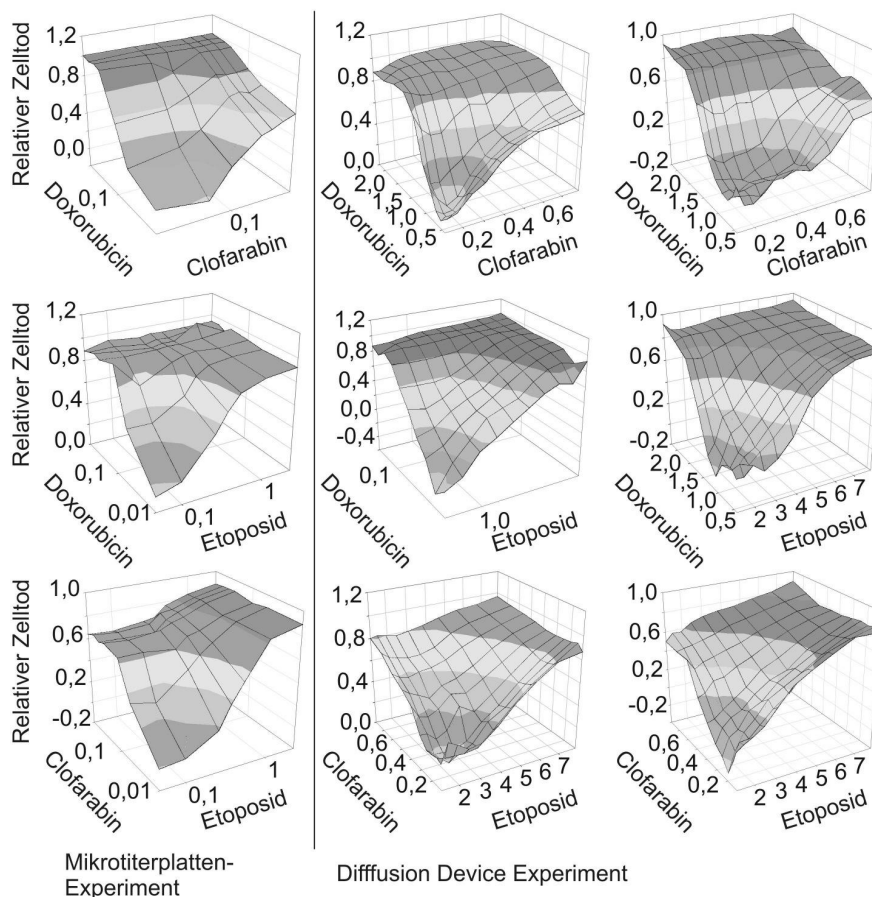 1,2
0,8
0,4
0,0
Relativer Zelltod
0,1
Doxorubicin
0,1
Clofarabin
1,2
0,8
0,4
0,0
2,0
1,5
1,0
0,5
Doxorubicin
0,2
0,4
0,6
Clofarabin
1,0
0,6
0,2
-0,2
2,0
1,5
1,0
0,5
Doxorubicin
0,2
0,4
0,6
Clofarabin
1,2
0,8
0,4
0,0
Relativer Zelltod
0,1
0,01
Doxorubicin
0,1
1
Etoposid
1,2
0,8
0,4
0,0
-0,4
0,1
Doxorubicin
1,0
Etoposid
1,0
0,6
0,2
-0,2
2,0
1,5
1,0
0,5
Doxorubicin
2 3 4 5 6 7
Etoposid
1,0
0,6
0,2
-0,2
Relativer Zelltod
0,1
0,01
Clofarabin
0,1
1
Etoposid
1,2
0,8
0,4
0,0
0,6
0,4
0,2
Clofarabin
2 3 4 5 6 7
Etoposid
1,0
0,6
0,2
-0,2
0,6
0,4
0,2
Clofarabin
2 3 4 5 6 7
Etoposid
Mikrotiterplatten-
Experiment
Difffusion Device Experiment